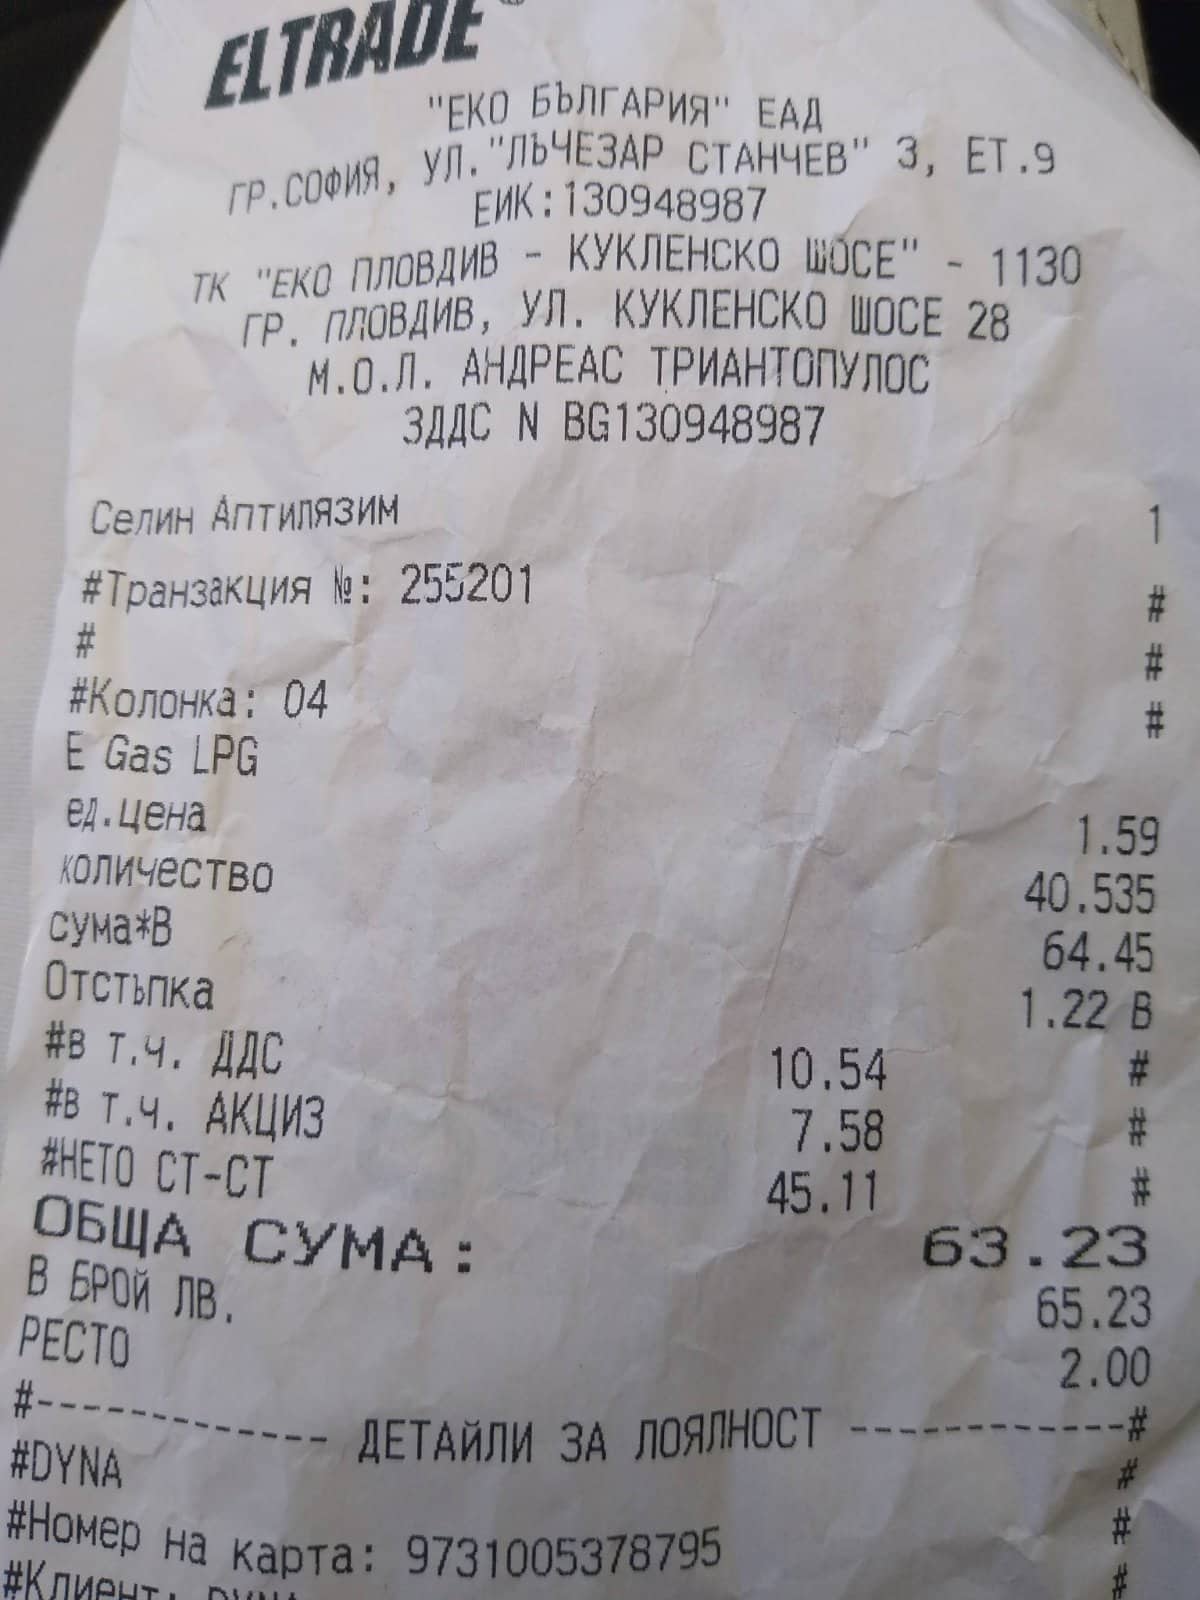 ELTRADE
"ЕКО БЪЛГАРИЯ" ЕАД
ГР.СОФИЯ, УЛ."ЛЪЧЕЗАР СТАНЧЕВ" 3, ЕТ.9
ЕИК:130948987
ТК "ЕКО ПЛОВДИВ - КУКЛЕНСКО ШОСЕ" - 1130
ГР. ПЛОВДИВ, УЛ. КУКЛЕНСКО ШОСЕ 28
М.О.Л. АНДРЕАС ТРИАНТОПУЛОС
ЗДДС N BG130948987
Селин Аптилязим 1
#Транзакция №: 255201 #
# #
#Колонка: 04 #
E Gas LPG
ед.цена 1.59
количество 40.535
сума*В 64.45
Отстъпка 1.22 В
#в т.ч. ДДС 10.54 #
#в т.ч. АКЦИЗ 7.58 #
#НЕТО СТ-СТ 45.11 #
ОБЩА СУМА: 63.23
В БРОЙ ЛВ. 65.23
РЕСТО 2.00
#------------- ДЕТАЙЛИ ЗА ЛОЯЛНОСТ ------------#
#DYNA #
#Номер на карта: 9731005378795 #
#Клиент: DYNA #